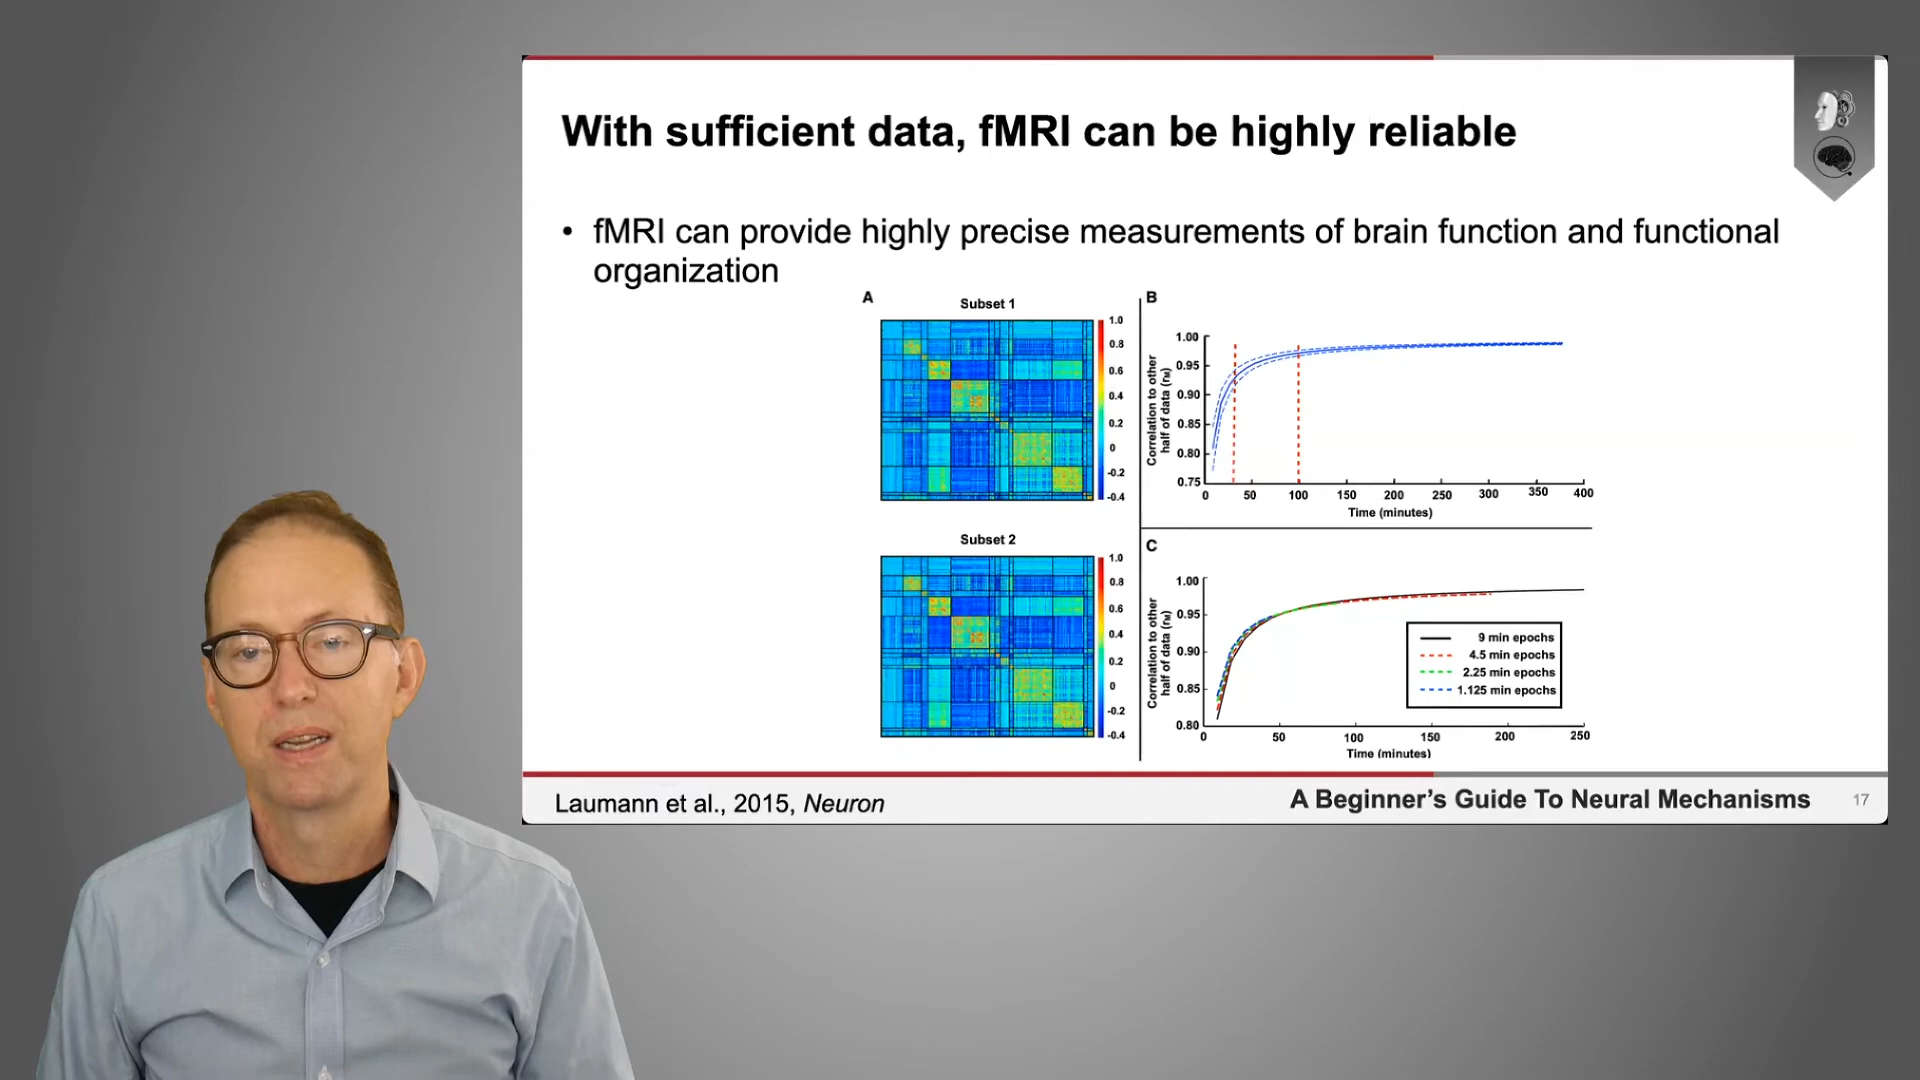 With sufficient data, fMRI can be highly reliable
• fMRI can provide highly precise measurements of brain function and functional
organization
A
Subset 1
1.0
0.8
0.6
0.4
0.2
0
-0.2
-0.4
Subset 2
1.0
0.8
0.6
0.4
0.2
0
-0.2
-0.4
B
Correlation to other
half of data (rM)
1.00
0.95
0.90
0.85
0.80
0.75
0 50 100 150 200 250 300 350 400
Time (minutes)
C
Correlation to other
half of data (rM)
1.00
0.95
0.90
0.85
0.80
9 min epochs
4.5 min epochs
2.25 min epochs
1.125 min epochs
0 50 100 150 200 250
Time (minutes)
Laumann et al., 2015, Neuron
A Beginner's Guide To Neural Mechanisms
17